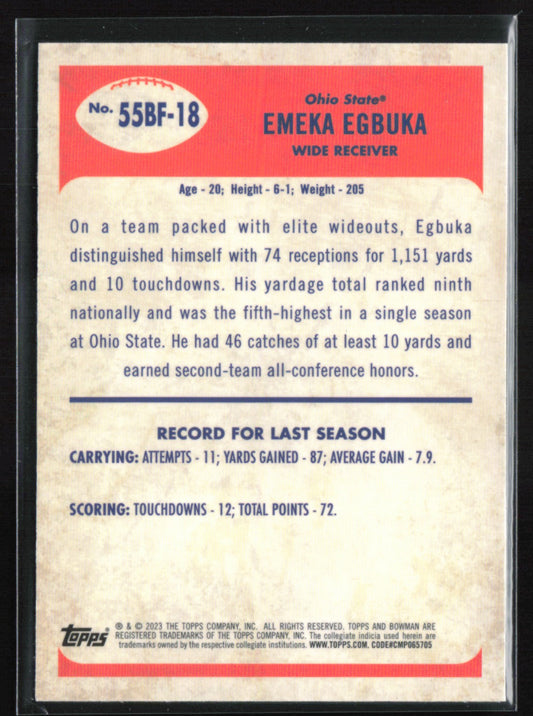 No. 55BF-18
Ohio State®
EMEKA EGBUKA
WIDE RECEIVER
Age - 20; Height - 6-1; Weight - 205
On a team packed with elite wideouts, Egbuka
distinguished himself with 74 receptions for 1,151 yards
and 10 touchdowns. His yardage total ranked ninth
nationally and was the fifth-highest in a single season
at Ohio State. He had 46 catches of at least 10 yards and
earned second-team all-conference honors.
RECORD FOR LAST SEASON
CARRYING: ATTEMPTS - 11; YARDS GAINED - 87; AVERAGE GAIN - 7.9.
SCORING: TOUCHDOWNS - 12; TOTAL POINTS - 72.
topps
® & © 2023 THE TOPPS COMPANY, INC. ALL RIGHTS RESERVED. TOPPS AND BOWMAN ARE
REGISTERED TRADEMARKS OF THE TOPPS COMPANY, INC. The collegiate indicia used herein are
trademarks owned by the respective collegiate institutions. WWW.TOPPS.COM. CODE#CMP065705